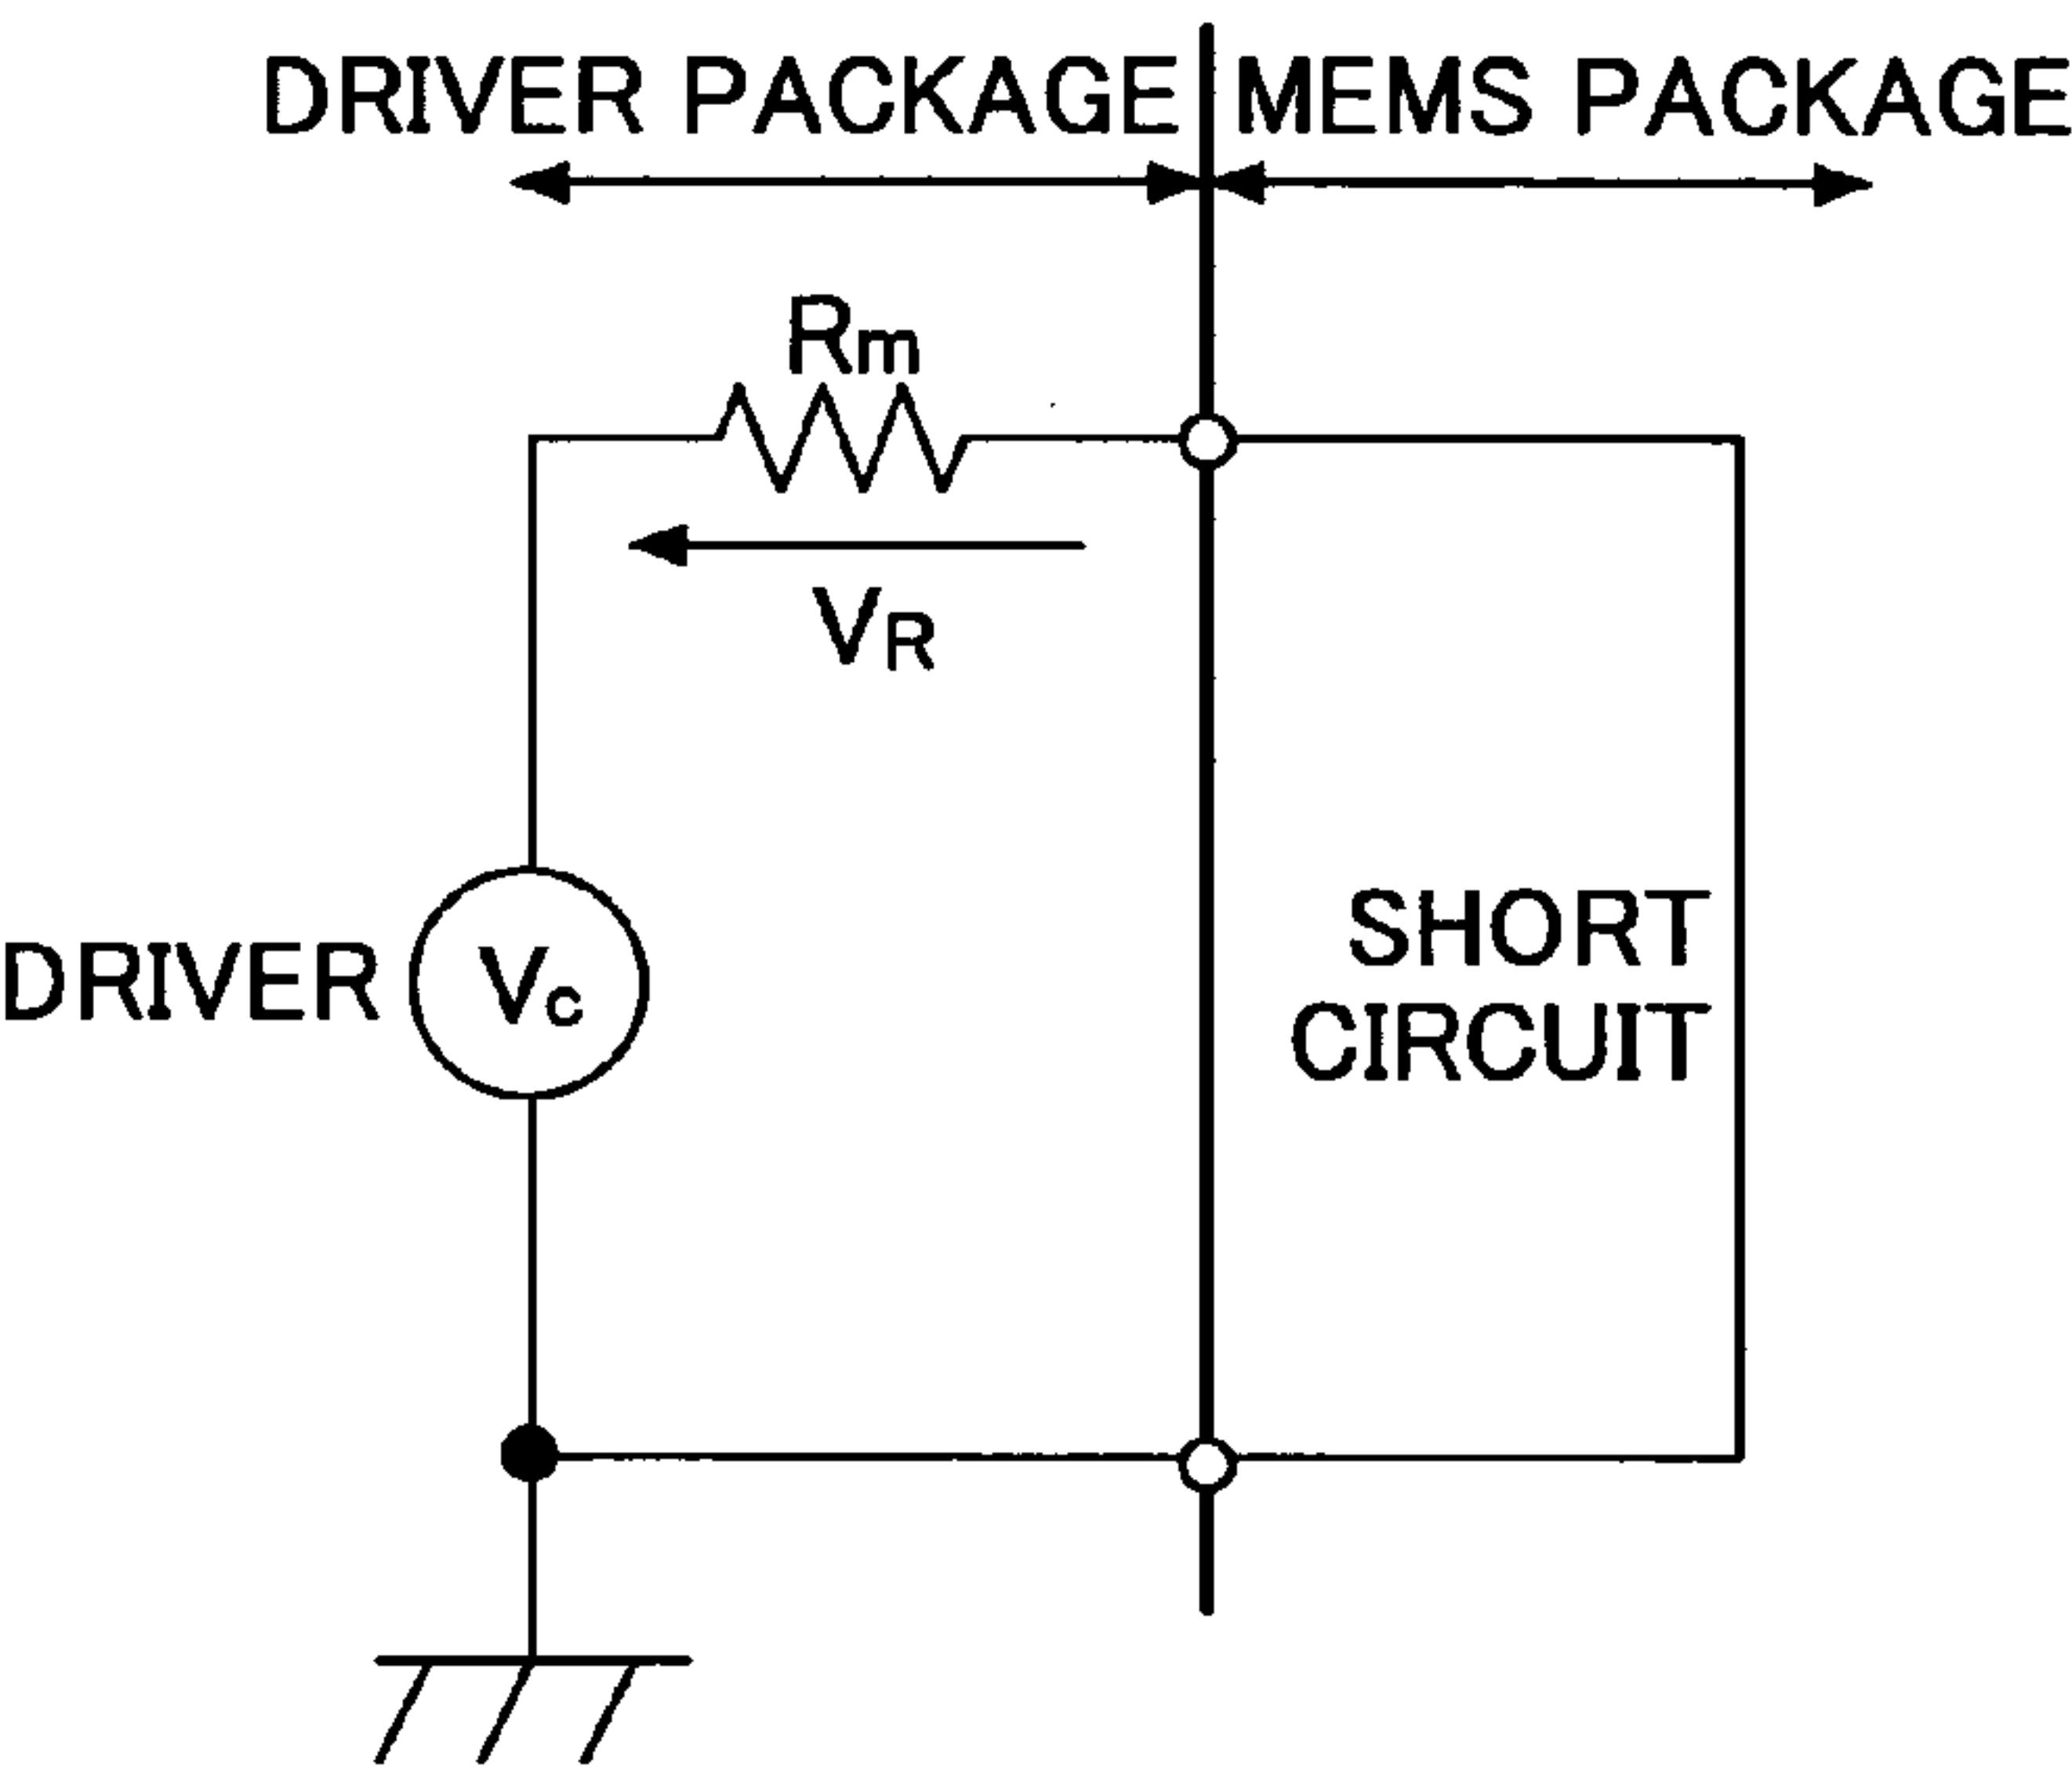 DRIVER PACKAGE MEMS PACKAGE
Rm
VR
DRIVER Vc
SHORT
CIRCUIT